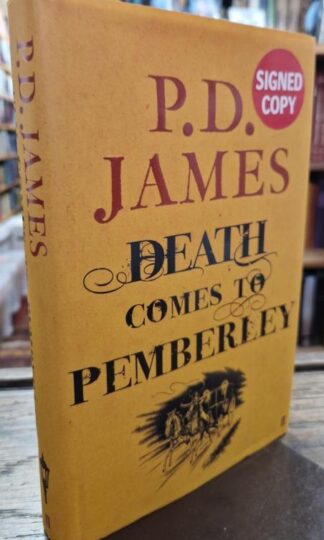 P.D. JAMES
SIGNED
COPY
P.D.
JAMES
DEATH
COMES TO
PEMBERLEY